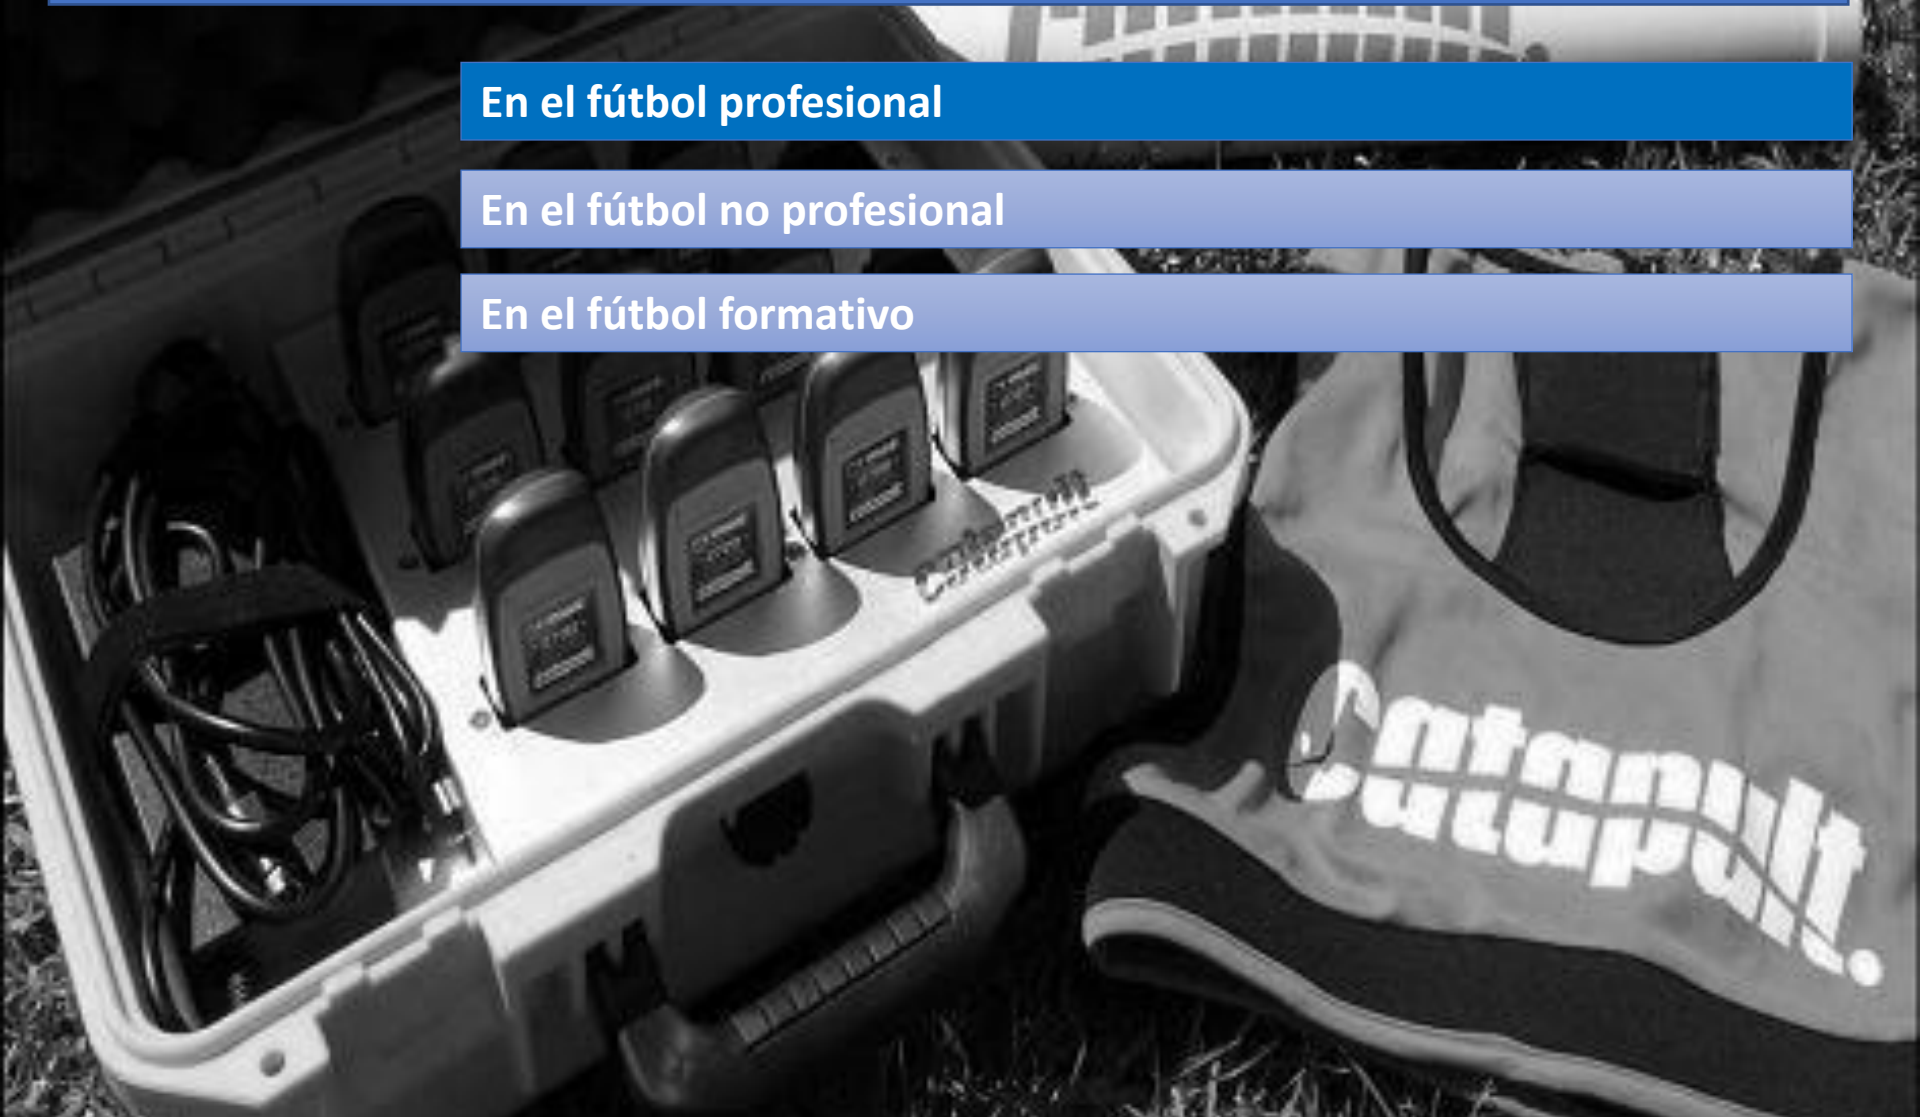 En el fútbol profesional
En el fútbol no profesional
En el fútbol formativo
catapult
Catapult.